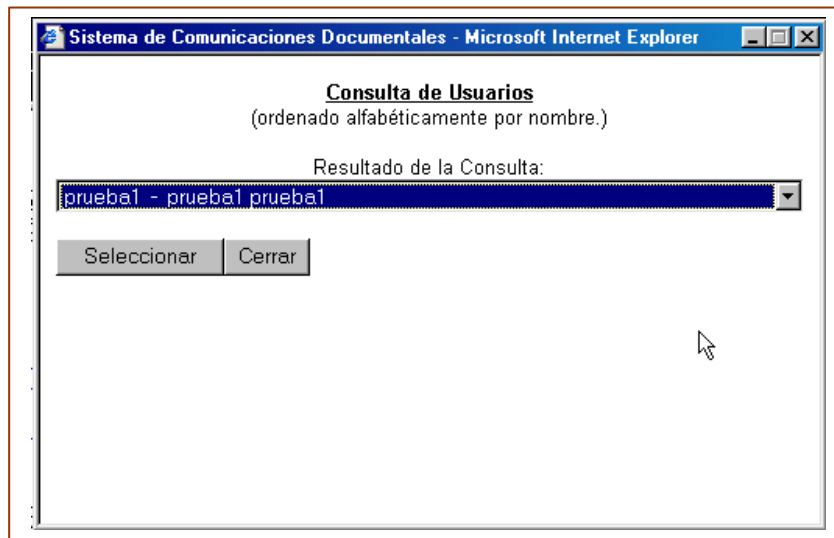 Sistema de Comunicaciones Documentales - Microsoft Internet Explorer
Consulta de Usuarios
(ordenado alfabéticamente por nombre.)
Resultado de la Consulta:
prueba1 - prueba1 prueba1
Seleccionar Cerrar